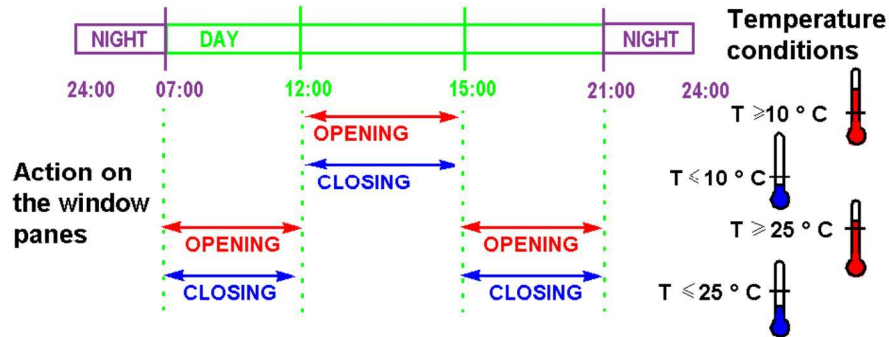 NIGHT DAY NIGHT
24:00 07:00 12:00 15:00 21:00 24:00
Temperature
conditions
T ⩾10 ° C
OPENING
T ⩽10 ° C
CLOSING
Action on
the window
panes
T ⩾ 25 ° C
OPENING OPENING
T ⩽25 ° C
CLOSING CLOSING